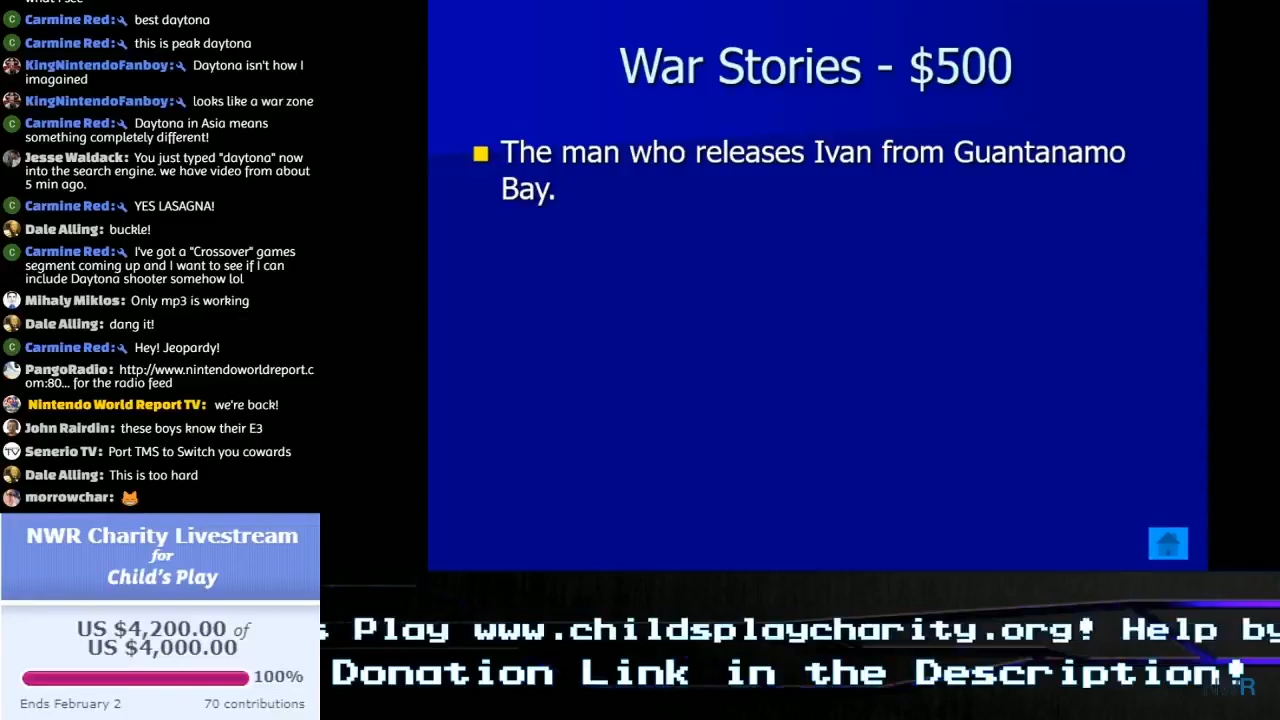 what I see
Carmine Red: best daytona
Carmine Red: this is peak daytona
KingNintendoFanboy: Daytona isn't how I
imagained
KingNintendoFanboy: looks like a war zone
Carmine Red: Daytona in Asia means
something completely different!
Jesse Waldack: You just typed "daytona" now
into the search engine. we have video from about
5 min ago.
Carmine Red: YES LASAGNA!
Dale Alling: buckle!
Carmine Red: I've got a "Crossover" games
segment coming up and I want to see if I can
include Daytona shooter somehow lol
Mihaly Miklos: Only mp3 is working
Dale Alling: dang it!
Carmine Red: Hey! Jeopardy!
PangoRadio: http://www.nintendoworldreport.c
om:80... for the radio feed
Nintendo World Report TV: we're back!
John Rairdin: these boys know their E3
Senerio TV: Port TMS to Switch you cowards
Dale Alling: This is too hard
morrowchar:
NWR Charity Livestream
for
Child's Play
US $4,200.00 of
US $4,000.00
100%
Ends February 2 70 contributions
War Stories - $500
The man who releases Ivan from Guantanamo
Bay.
s Play www.childsplaycharity.org! Help by
Donation Link in the Description!
NWR